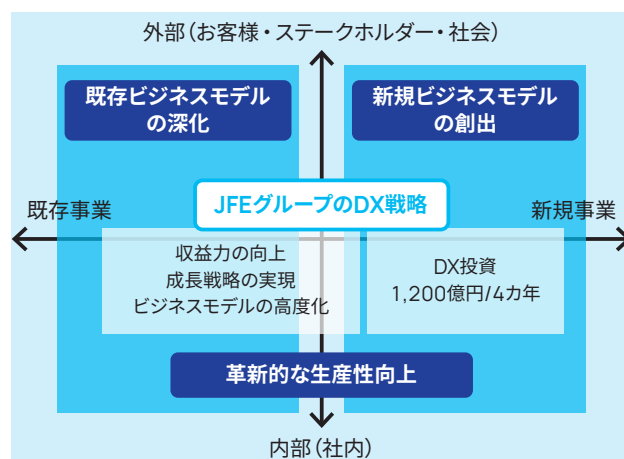 外部（お客様・ステークホルダー・社会）
既存ビジネスモデル
の深化
新規ビジネスモデル
の創出
JFEグループのDX戦略
既存事業
新規事業
収益力の向上
成長戦略の実現
ビジネスモデルの高度化
DX投資
1,200億円/4カ年
革新的な生産性向上
内部（社内）